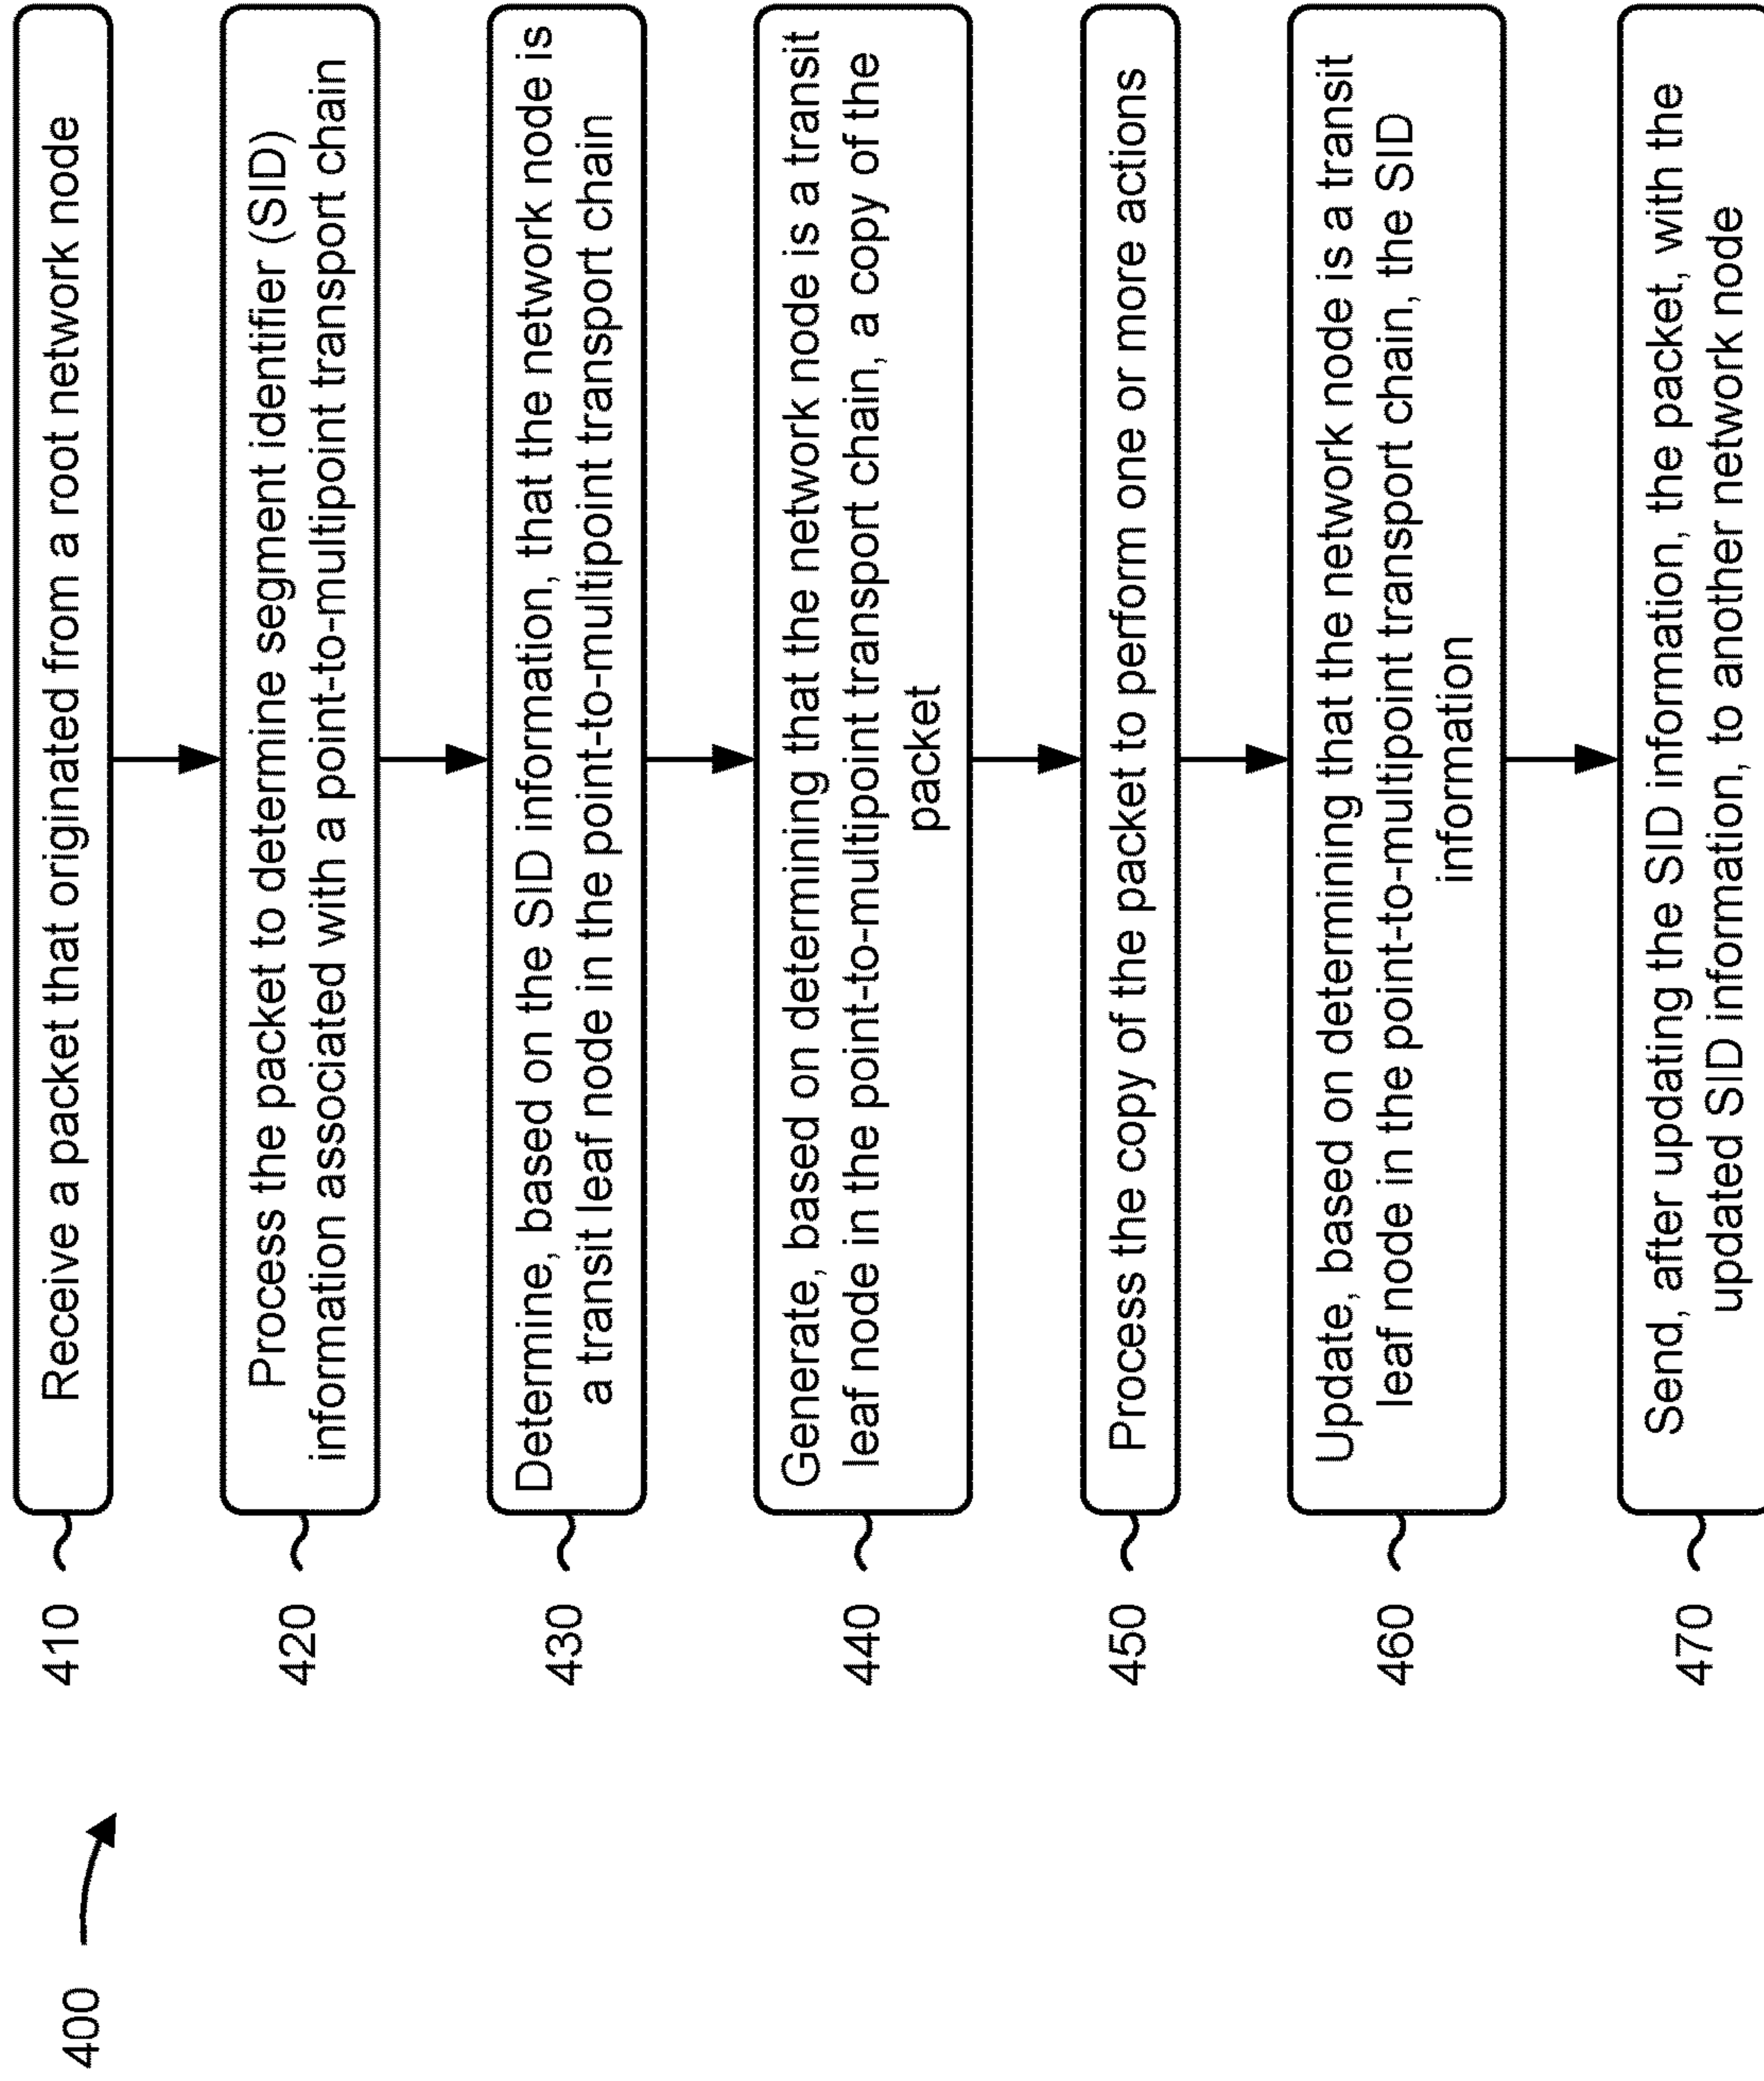 400
410
Receive a packet that originated from a root network node
420
Process the packet to determine segment identifier (SID)
information associated with a point-to-multipoint transport chain
430
Determine, based on the SID information, that the network node is
a transit leaf node in the point-to-multipoint transport chain
440
Generate, based on determining that the network node is a transit
leaf node in the point-to-multipoint transport chain, a copy of the
packet
450
Process the copy of the packet to perform one or more actions
460
Update, based on determining that the network node is a transit
leaf node in the point-to-multipoint transport chain, the SID
information
470
Send, after updating the SID information, the packet, with the
updated SID information, to another network node